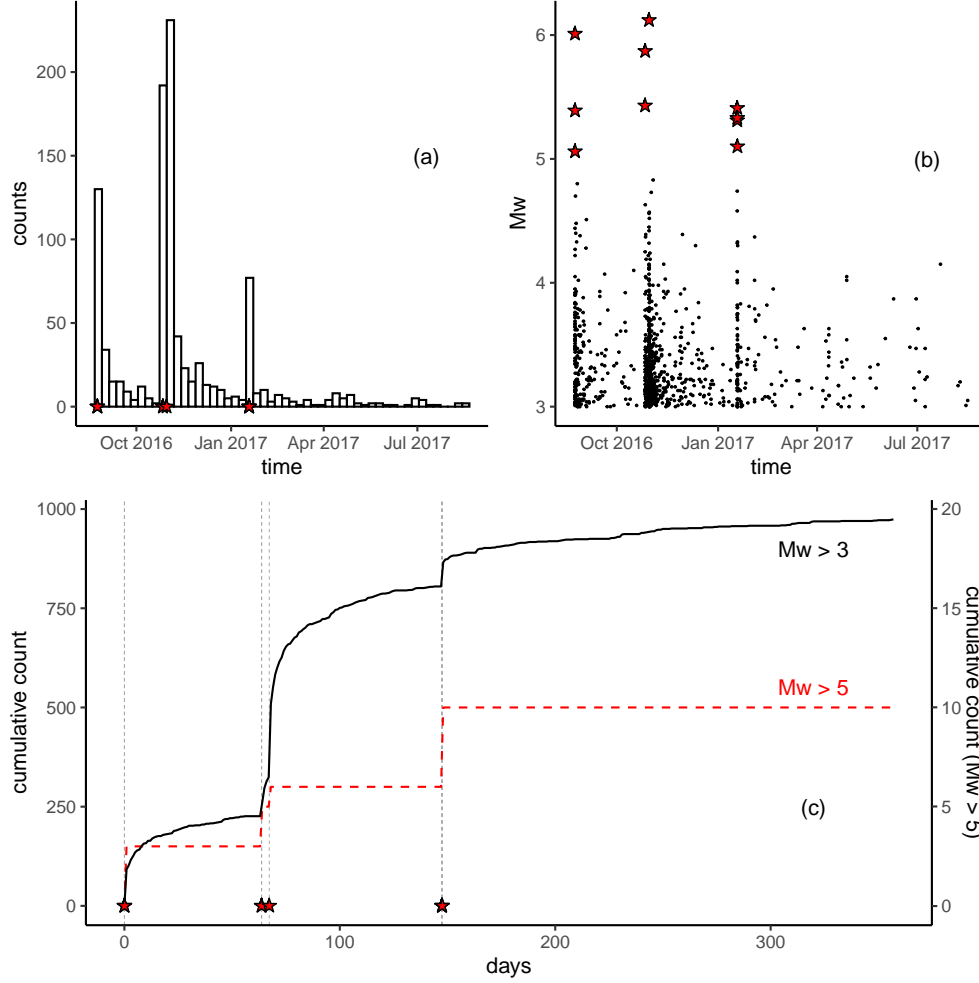 200
150
100
50
0
counts
(a)
Oct 2016 Jan 2017 Apr 2017 Jul 2017
time
6
5
4
3
Mw
(b)
Oct 2016 Jan 2017 Apr 2017 Jul 2017
time
1000
750
500
250
0
cumulative count
Mw > 3
Mw > 5
(c)
20
15
10
5
0
cumulative count (Mw > 5)
0 100 200 300
days